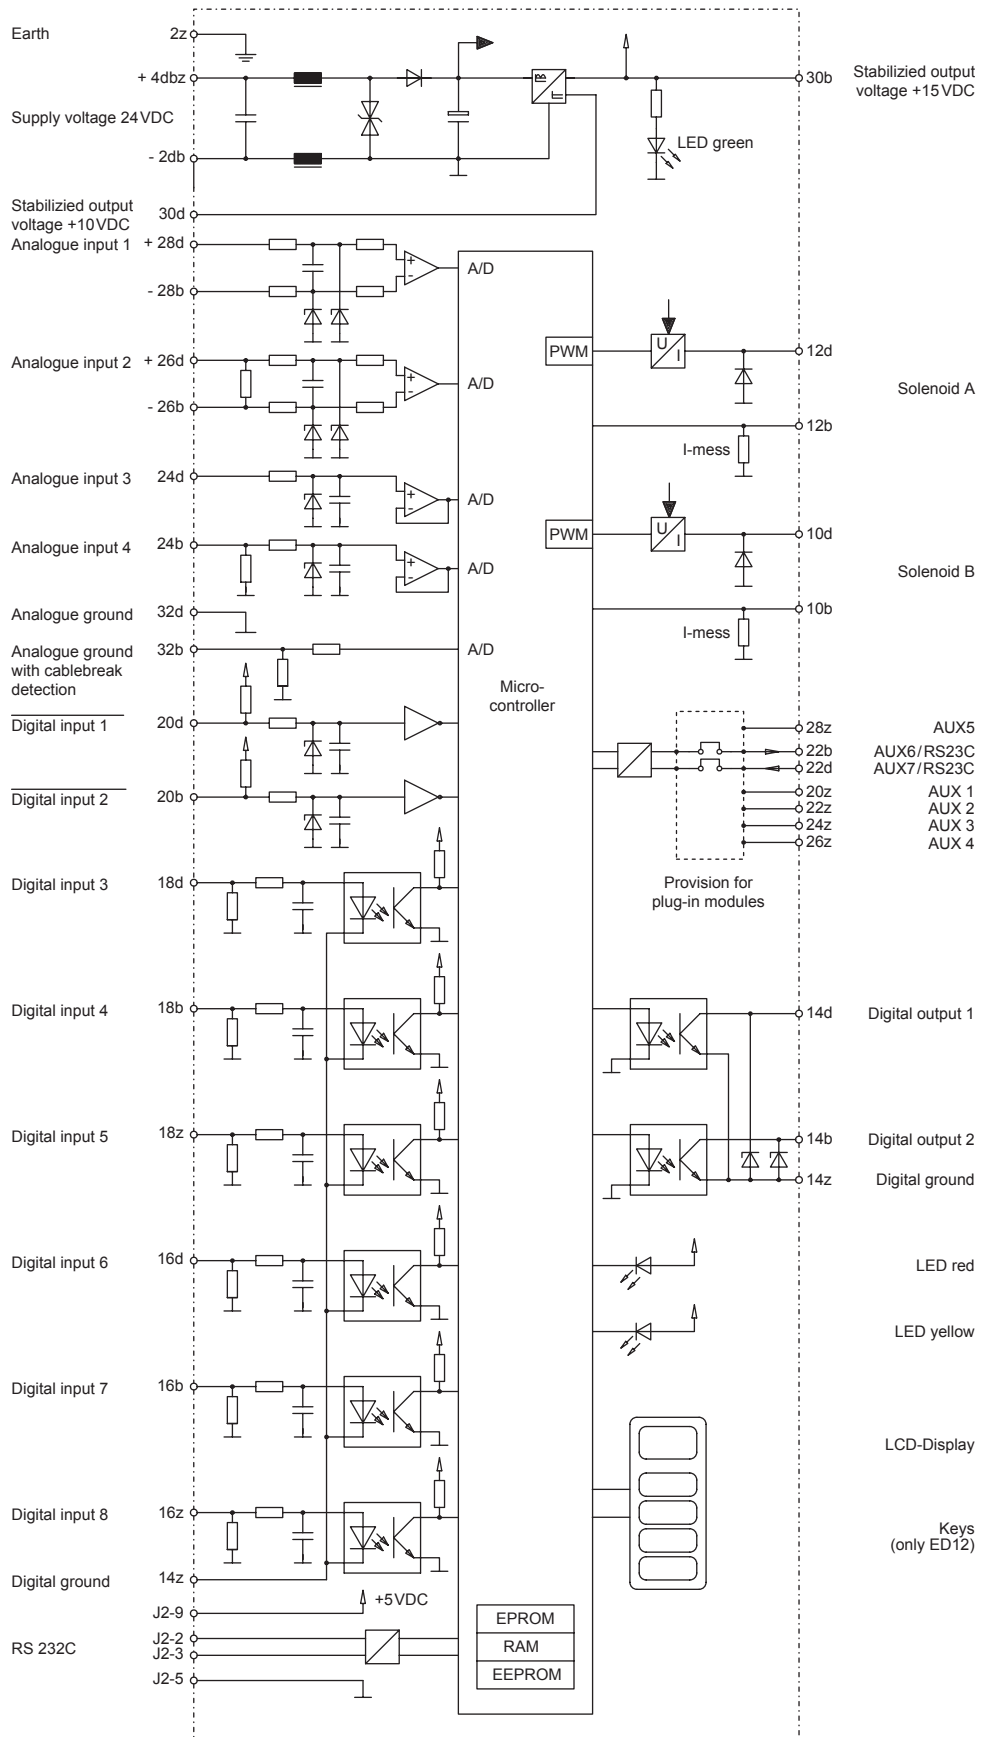 Earth 2z
+ 4dbz
30b Stabilizied output
voltage +15VDC
Supply voltage 24VDC
LED green
- 2db
Stabilizied output
voltage +10VDC
30d
Analogue input 1 + 28d
A/D
- 28b
PWM
U
I
12d
Analogue input 2 + 26d
A/D
Solenoid A
- 26b
12b
I-mess
Analogue input 3 24d
A/D
PWM
U
I
10d
Analogue input 4 24b
A/D
Solenoid B
Analogue ground 32d
10b
I-mess
Analogue ground
with cablebreak
detection
32b
A/D
Micro-
controller
Digital input 1 20d
28z AUX5
22b AUX6/RS23C
22d AUX7/RS23C
Digital input 2 20b
20z AUX 1
22z AUX 2
24z AUX 3
26z AUX 4
Provision for
plug-in modules
Digital input 3 18d
Digital input 4 18b
14d Digital output 1
Digital input 5 18z
14b Digital output 2
14z Digital ground
Digital input 6 16d
LED red
LED yellow
Digital input 7 16b
LCD-Display
Digital input 8 16z
Keys
(only ED12)
Digital ground 14z
+5VDC
J2-9
RS 232C
J2-2
J2-3
J2-5
EPROM
RAM
EEPROM